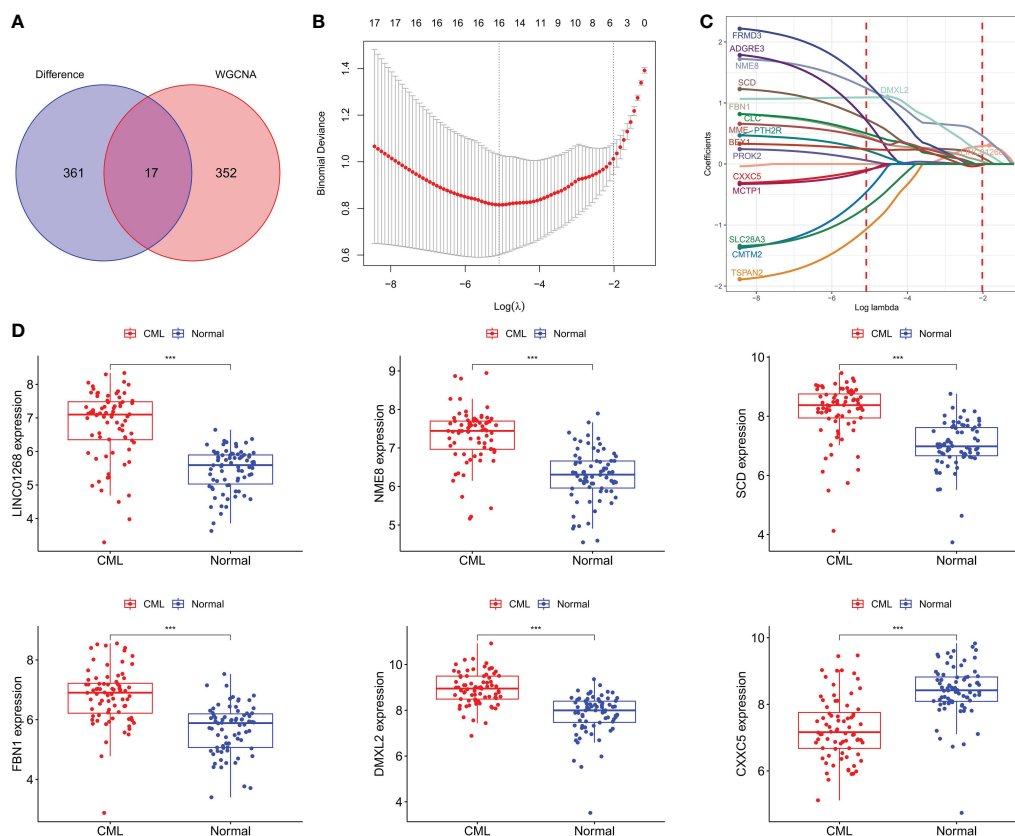 A
Difference
WGCNA
361
17
352
B
17 17 16 16 16 16 16 14 11 9 10 8 6 3 0
Binomial Deviance
1.4
1.2
1.0
0.8
0.6
−8 −6 −4 −2 0
Log(λ)
C
Coefficients
2
1
0
−1
−2
FRMD3
ADGRE3
NME8
SCD
DMXL2
FBN1
CLC
MME
PTH2R
BEX1
PROK2
CXXC5
MCTP1
SLC28A3
CMTM2
TSPAN2
−8 −6 −4 −2
Log lambda
D
CML Normal
***
LINC01268 expression
8
7
6
5
4
CML Normal
CML Normal
***
NME8 expression
9
8
7
6
5
CML Normal
CML Normal
***
SCD expression
10
8
6
4
CML Normal
CML Normal
***
FBN1 expression
8
6
4
CML Normal
CML Normal
***
DMXL2 expression
10
8
6
4
CML Normal
CML Normal
***
CXXC5 expression
10
8
6
CML Normal